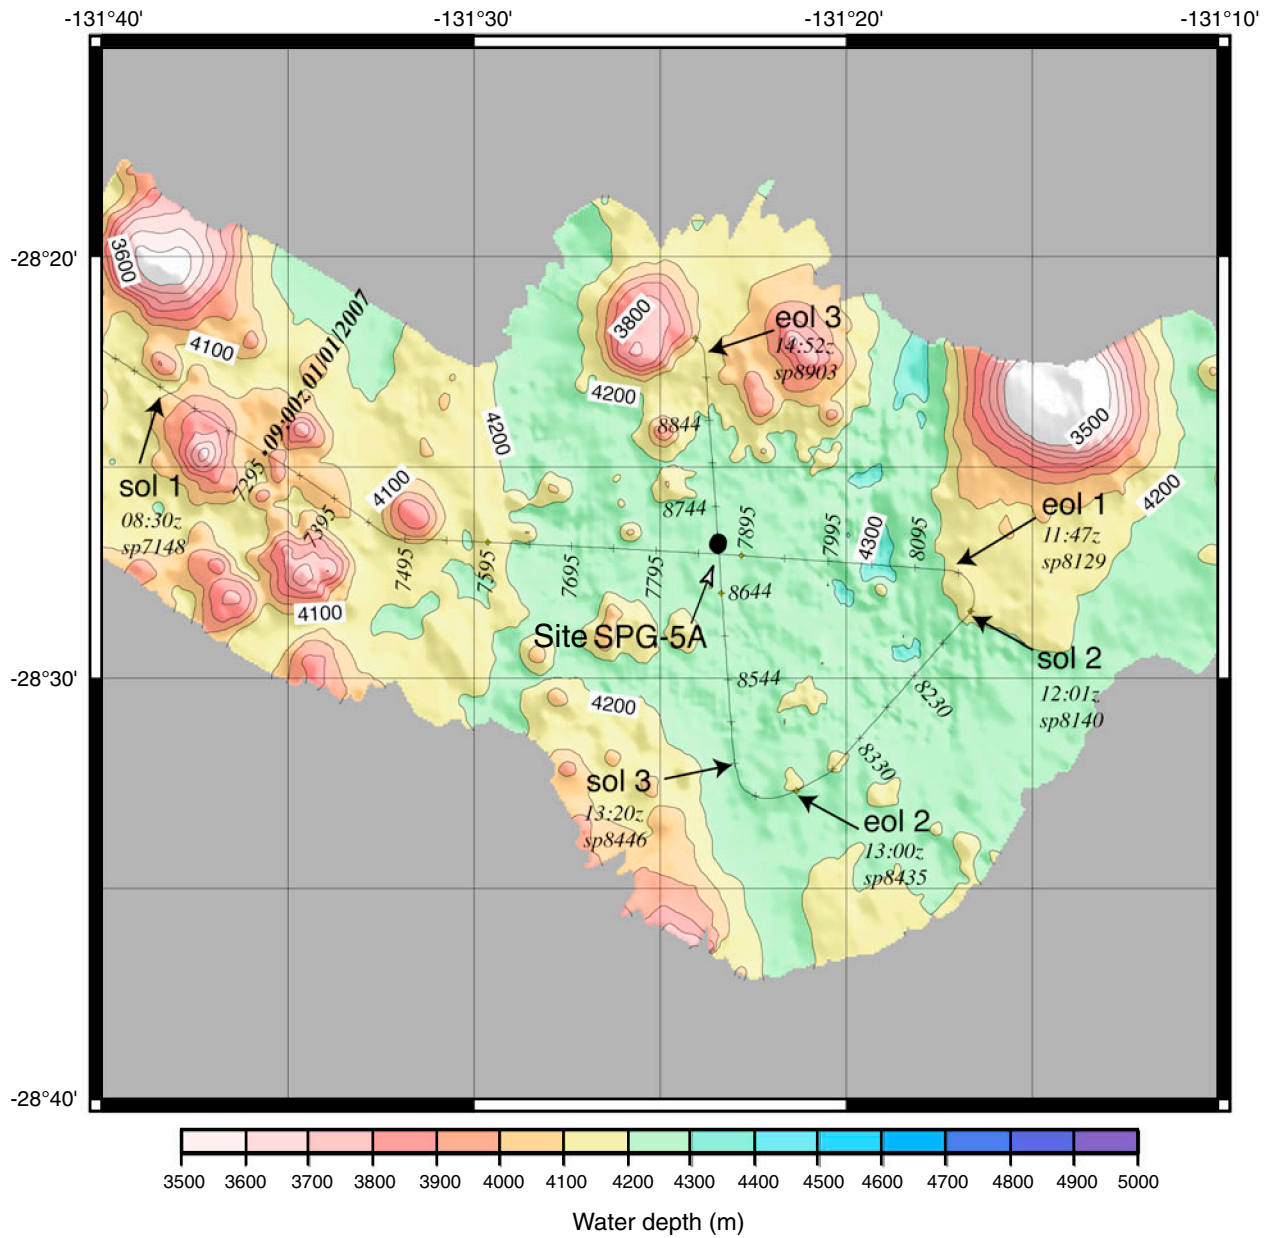 -131°40'
-131°30'
-131°20'
-131°10'
-28°20'
-28°30'
-28°40'
3600
4100
09:00z 01/01/2007
3800
eol 3
14:52z
sp8903
4200
8844
4200
3500
sol 1
08:30z
sp7148
7295
7395
4100
4200
eol 1
11:47z
sp8129
8744
7495
7595
7695
7795
7895
7995
4300
8095
4100
Site SPG-5A
8644
sol 2
12:01z
sp8140
8544
8230
4200
8330
sol 3
13:20z
sp8446
eol 2
13:00z
sp8435
3500 3600 3700 3800 3900 4000 4100 4200 4300 4400 4500 4600 4700 4800 4900 5000
Water depth (m)